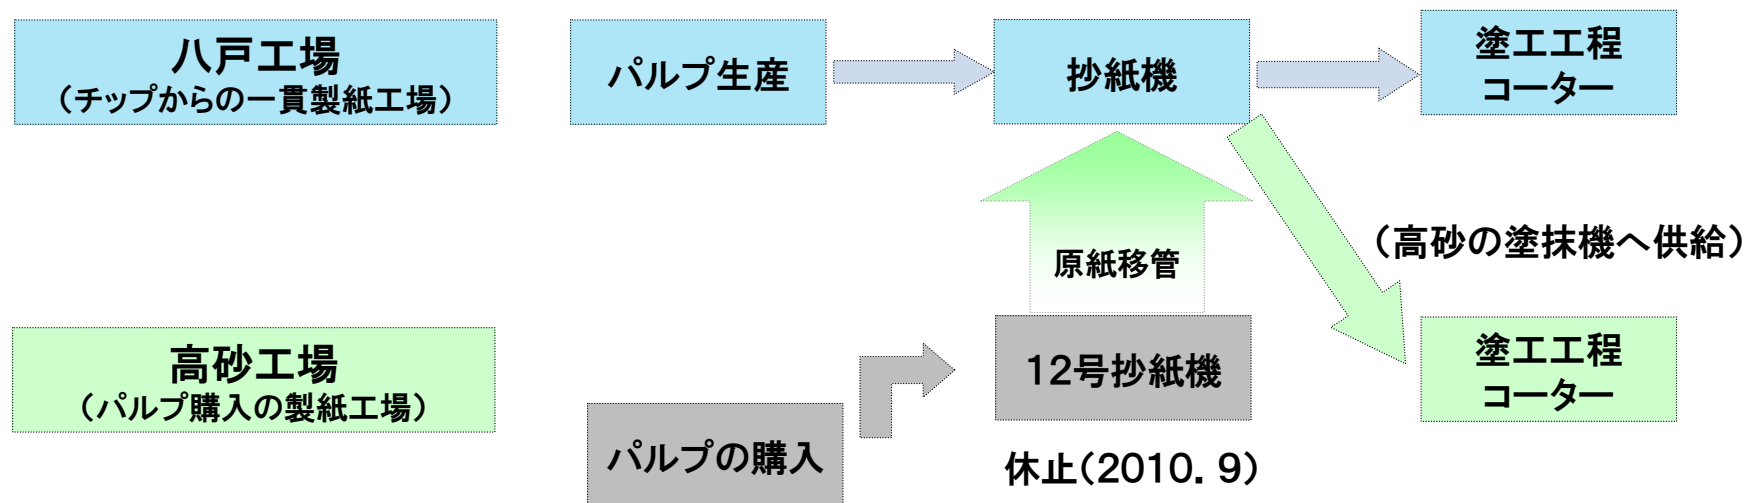 八戸工場
（チップからの一貫製紙工場）
パルプ生産
抄紙機
塗工工程
コーター
原紙移管
（高砂の塗抹機へ供給）
高砂工場
（パルプ購入の製紙工場）
パルプの購入
12号抄紙機
休止（2010．9）
塗工工程
コーター